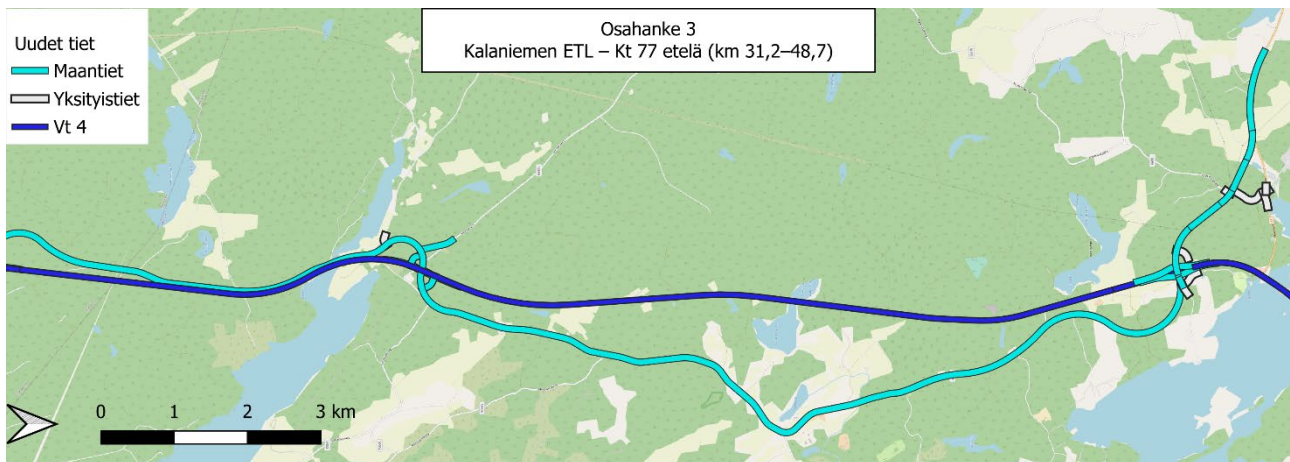 Osahanke 3
Kalaniemen ETL – Kt 77 etelä (km 31,2–48,7)
Uudet tiet
Maantiet
Yksityistiet
Vt 4
0 1 2 3 km